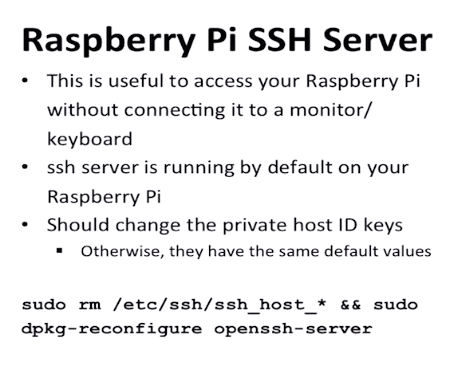 Raspberry Pi SSH Server
• This is useful to access your Raspberry Pi
without connecting it to a monitor/
keyboard
• ssh server is running by default on your
Raspberry Pi
• Should change the private host ID keys
▪ Otherwise, they have the same default values
sudo rm /etc/ssh/ssh_host_* && sudo
dpkg-reconfigure openssh-server